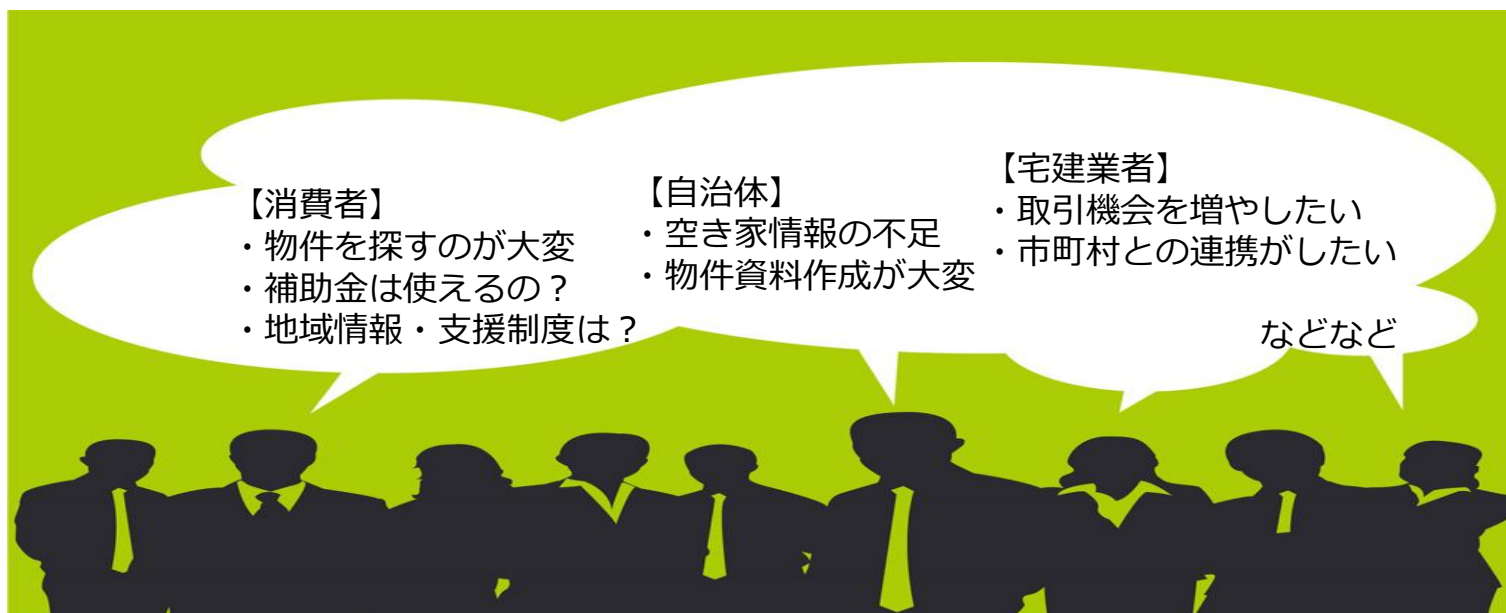 【消費者】
・物件を探すのが大変
・補助金は使えるの？
・地域情報・支援制度は？
【自治体】
・空き家情報の不足
・物件資料作成が大変
【宅建業者】
・取引機会を増やしたい
・市町村との連携がしたい
などなど